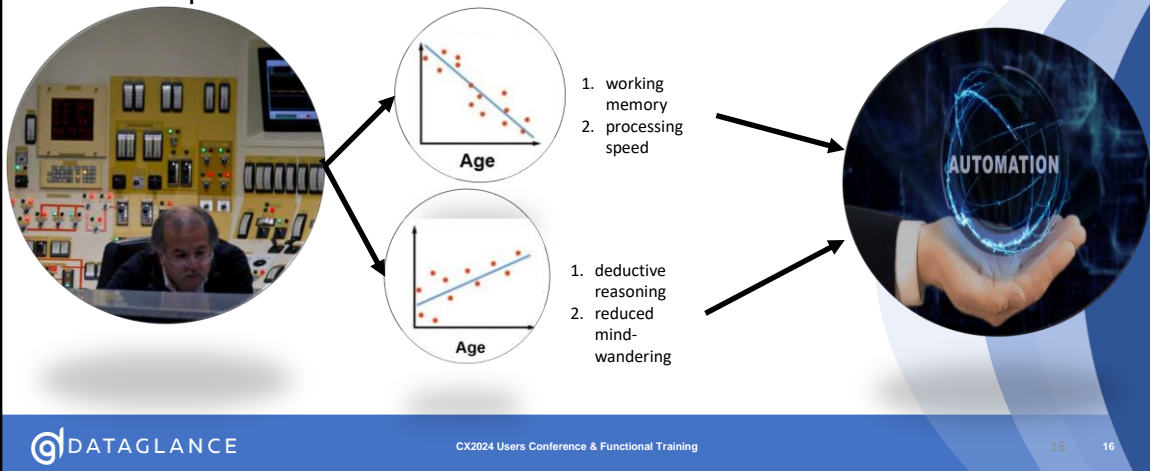 Age
1. working
memory
2. processing
speed
Age
1. deductive
reasoning
2. reduced
mind-
wandering
AUTOMATION
DATAGLANCE
CX2024 Users Conference & Functional Training
16
16